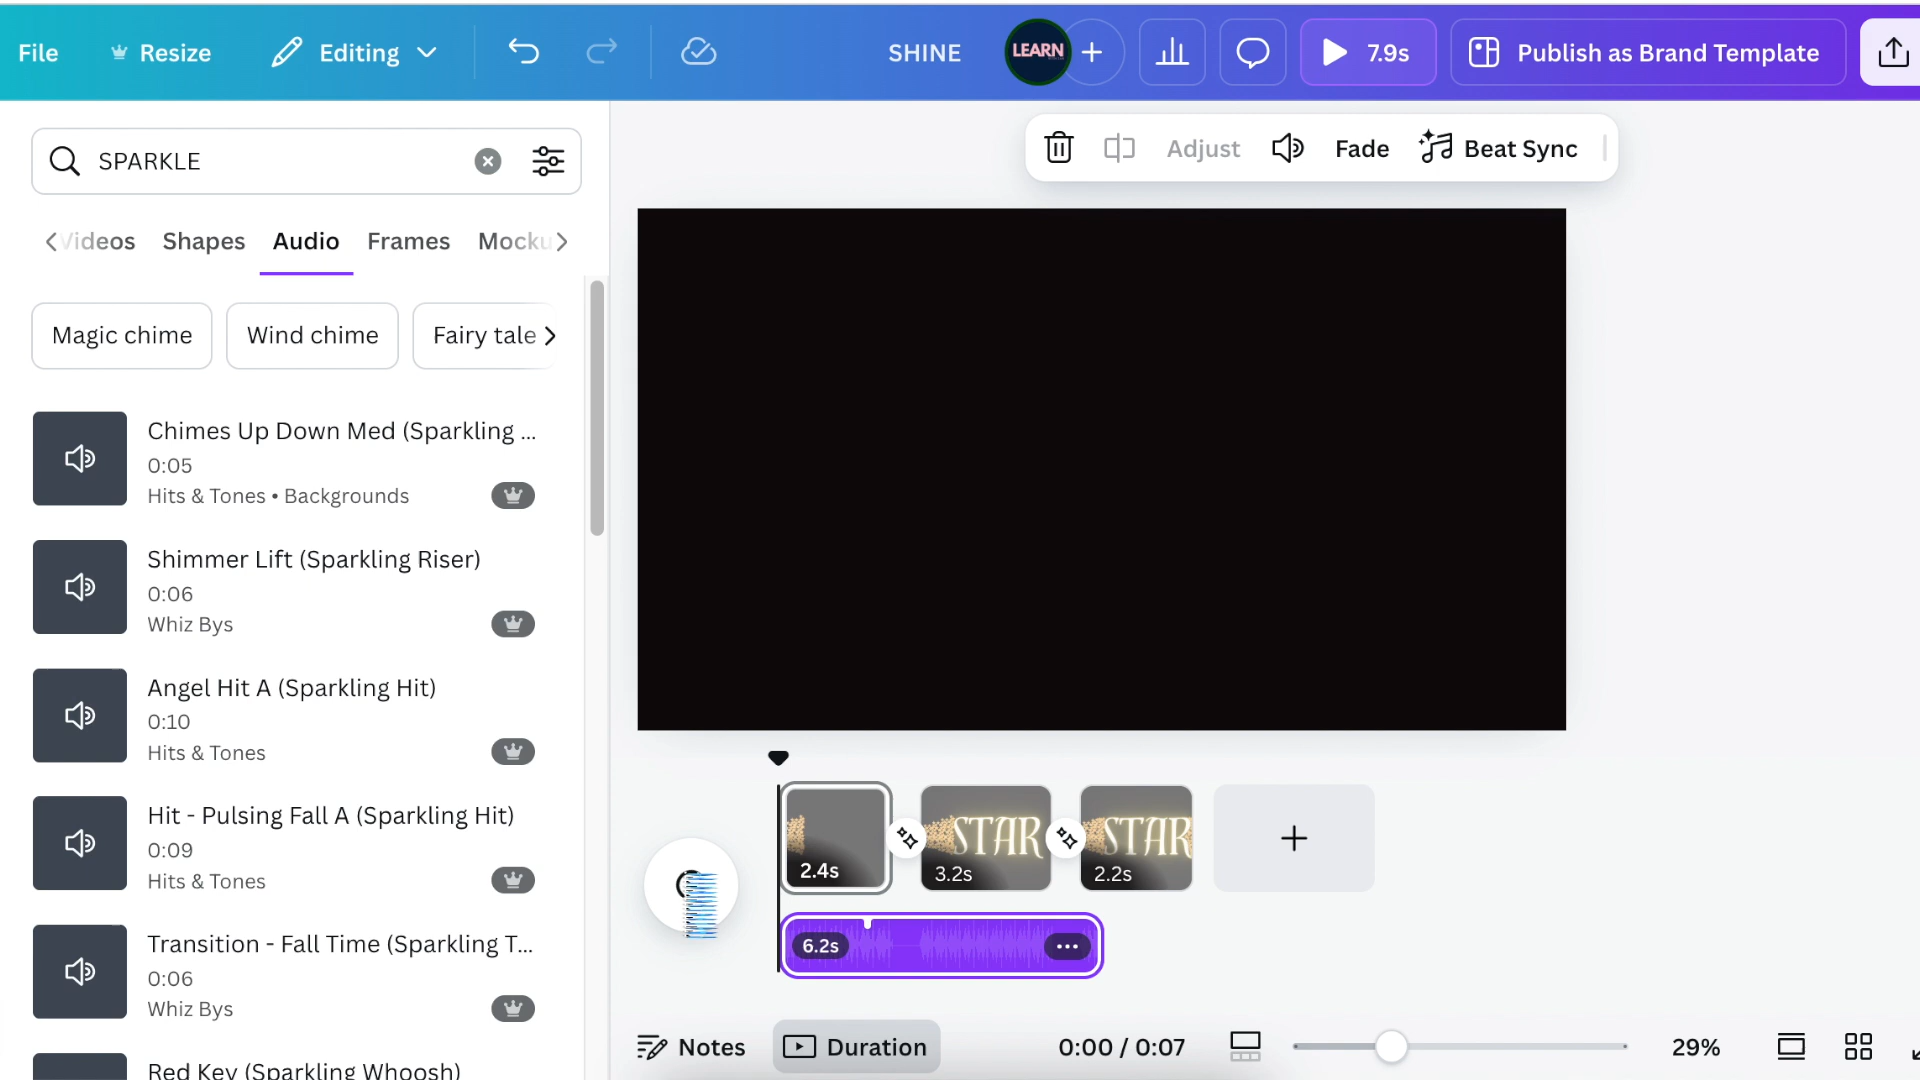 File
Resize
Editing
SHINE
LEARN
7.9s
Publish as Brand Template
SPARKLE
Videos
Shapes
Audio
Frames
Mocku
Adjust
Fade
Beat Sync
Magic chime
Wind chime
Fairy tale
Chimes Up Down Med (Sparkling ...
0:05
Hits & Tones • Backgrounds
Shimmer Lift (Sparkling Riser)
0:06
Whiz Bys
Angel Hit A (Sparkling Hit)
0:10
Hits & Tones
Hit - Pulsing Fall A (Sparkling Hit)
0:09
Hits & Tones
Transition - Fall Time (Sparkling T...
0:06
Whiz Bys
Red Key (Sparkling Whoosh)
2.4s
STAR
3.2s
STAR
2.2s
6.2s
Notes
Duration
0:00 / 0:07
29%